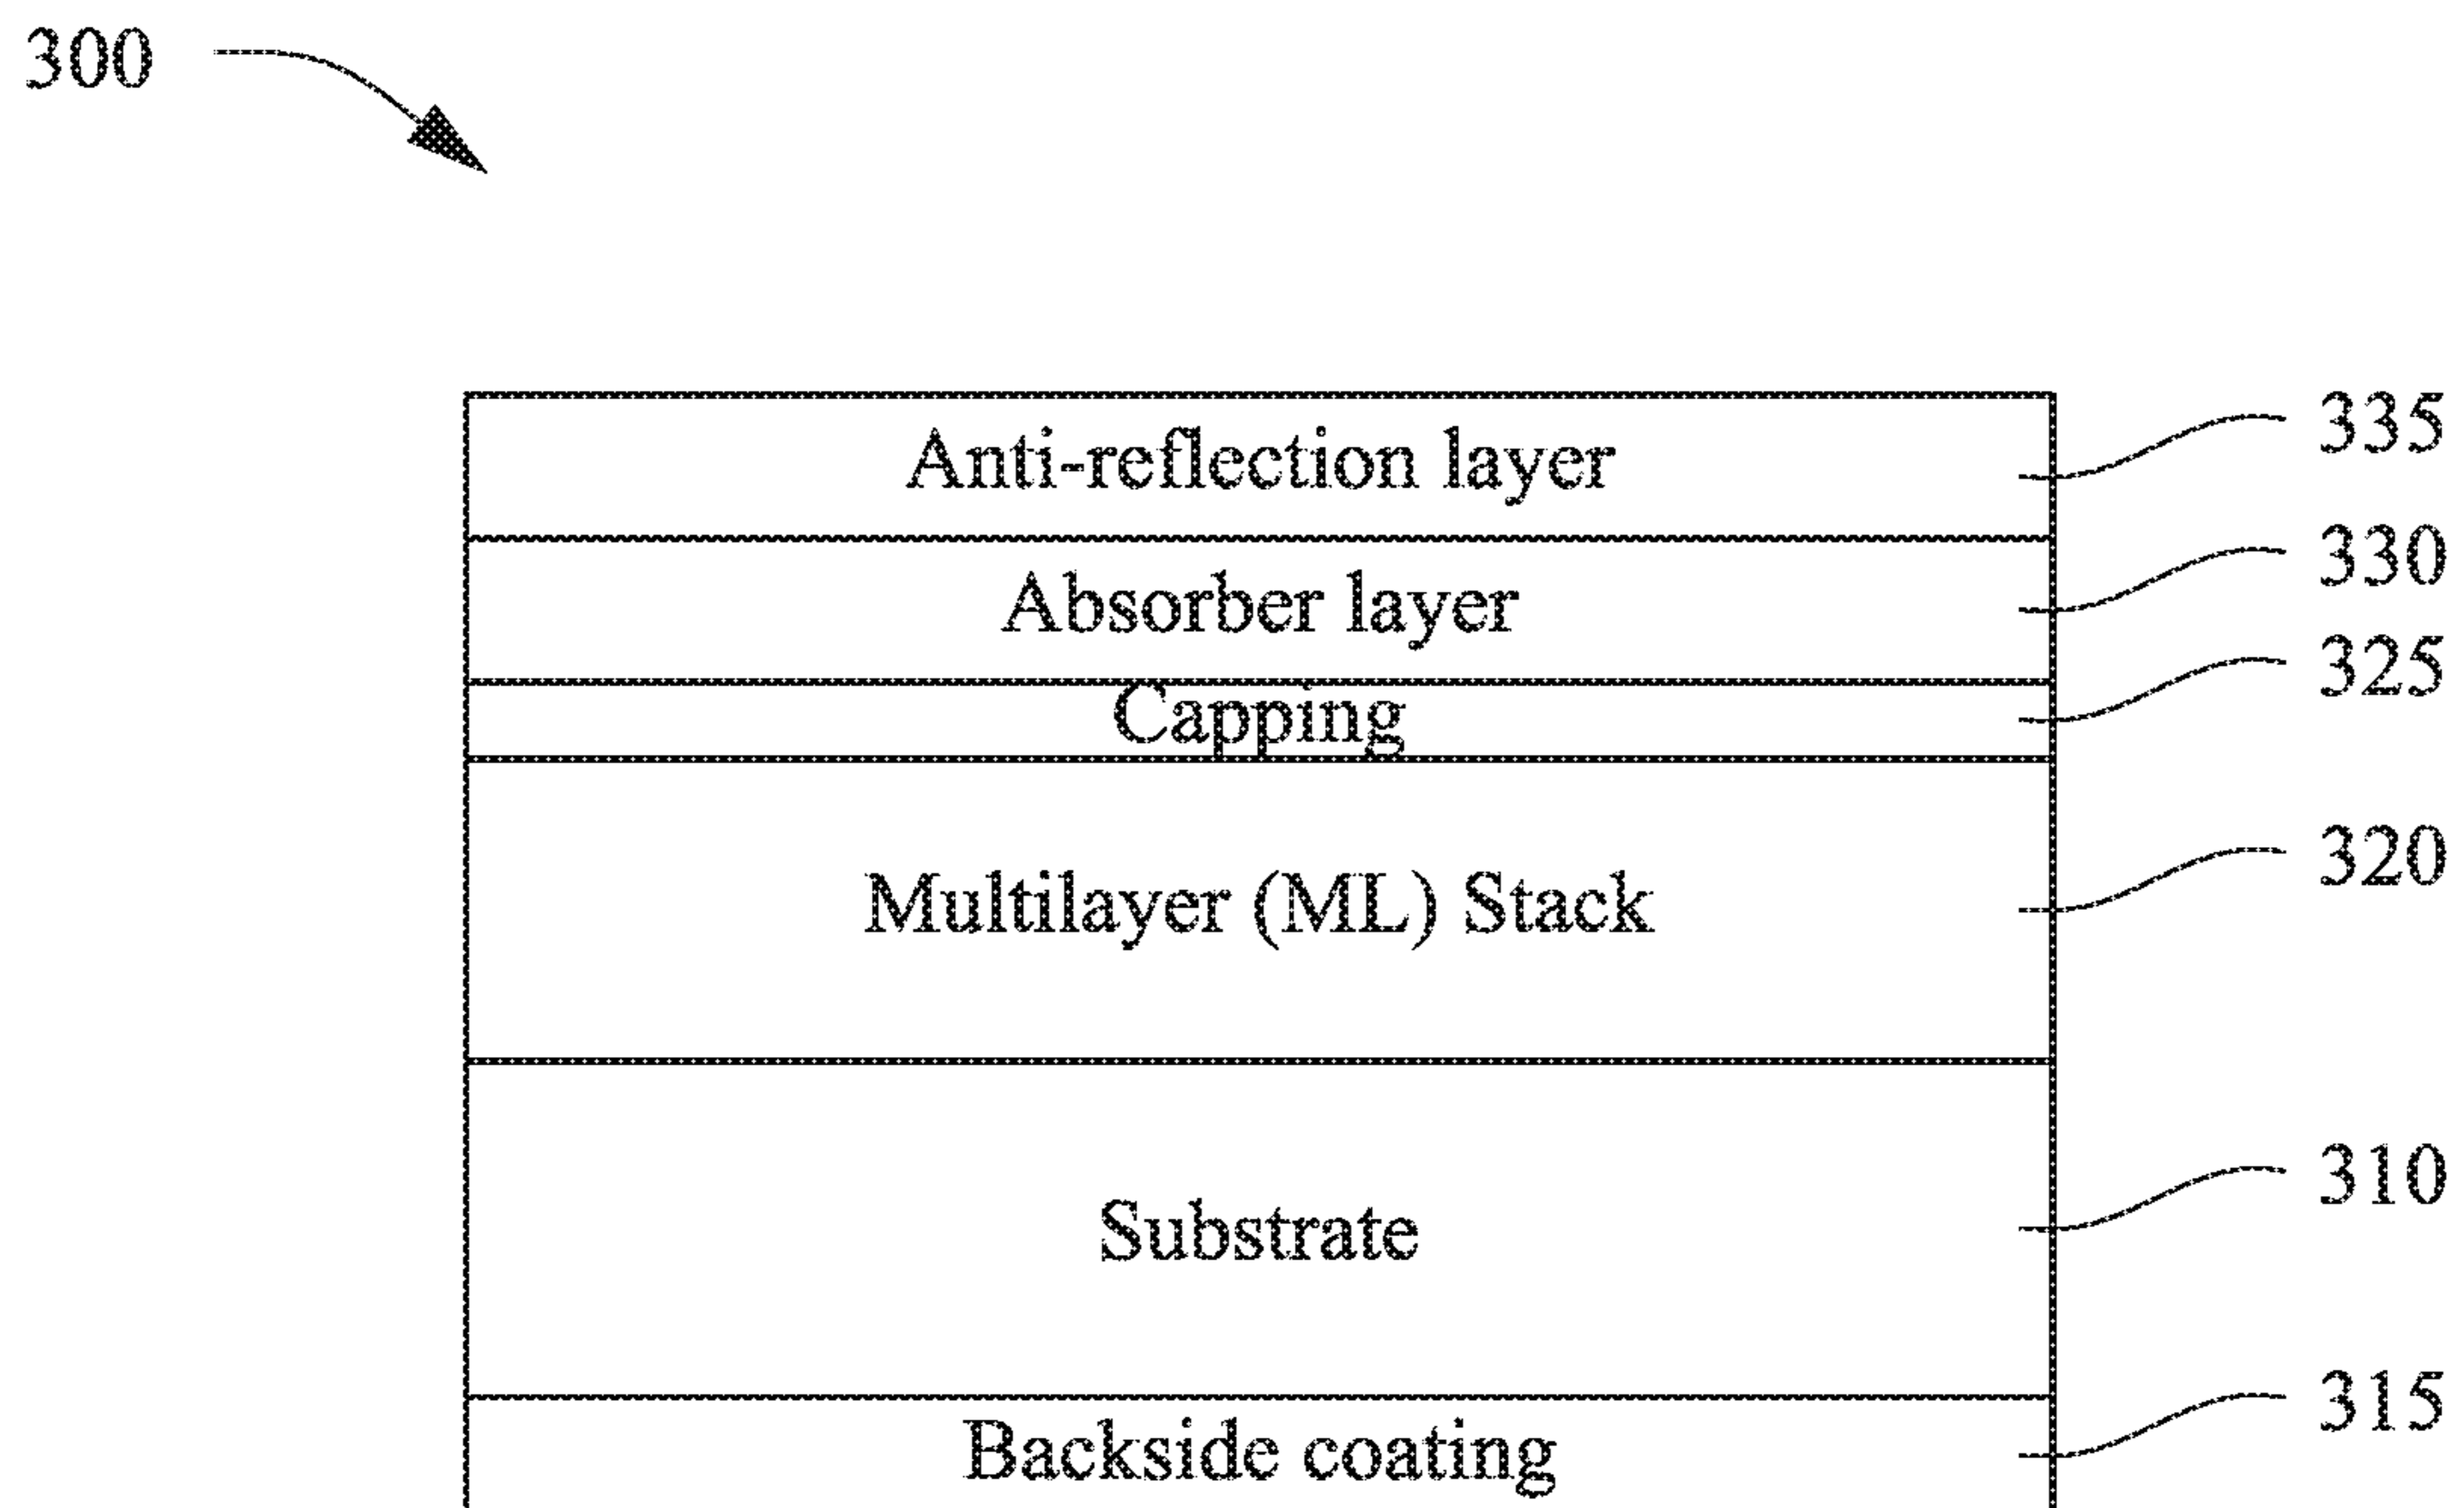 300
Anti-reflection layer 335
Absorber layer 330
Capping 325
Multilayer (ML) Stack 320
Substrate 310
Backside coating 315